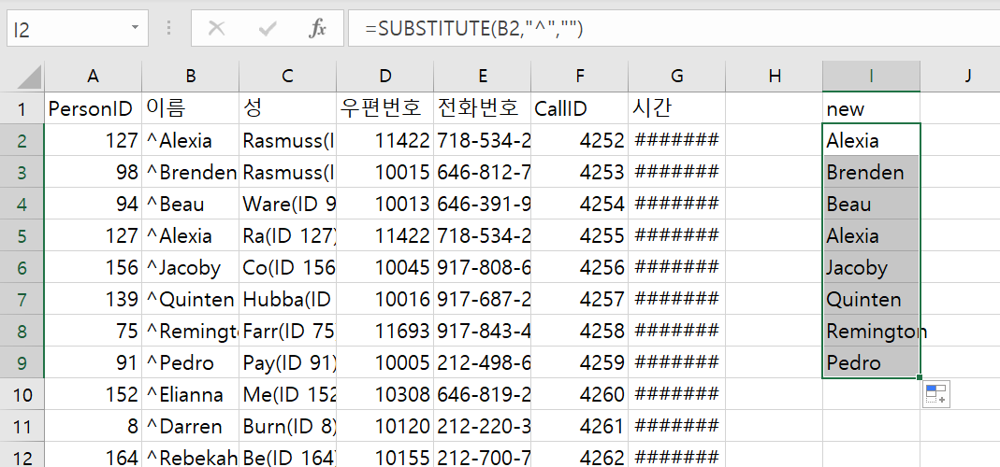 I2 fx =SUBSTITUTE(B2,"^","")
A B C D E F G H I J
1 PersonID 이름 성 우편번호 전화번호 CallID 시간 new
2 127 ^Alexia Rasmuss(I 11422 718-534-2 4252 ####### Alexia
3 98 ^Brenden Rasmuss(I 10015 646-812-7 4253 ####### Brenden
4 94 ^Beau Ware(ID 9 10013 646-391-9 4254 ####### Beau
5 127 ^Alexia Ra(ID 127) 11422 718-534-2 4255 ####### Alexia
6 156 ^Jacoby Co(ID 156 10045 917-808-6 4256 ####### Jacoby
7 139 ^Quinten Hubba(ID 10016 917-687-2 4257 ####### Quinten
8 75 ^Remingt Farr(ID 75 11693 917-843-4 4258 ####### Remington
9 91 ^Pedro Pay(ID 91) 10005 212-498-6 4259 ####### Pedro
10 152 ^Elianna Me(ID 152 10308 646-819-2 4260 #######
11 8 ^Darren Burn(ID 8) 10120 212-220-3 4261 #######
12 164 ^Rebekah Be(ID 164) 10155 212-700-7 4262 #######